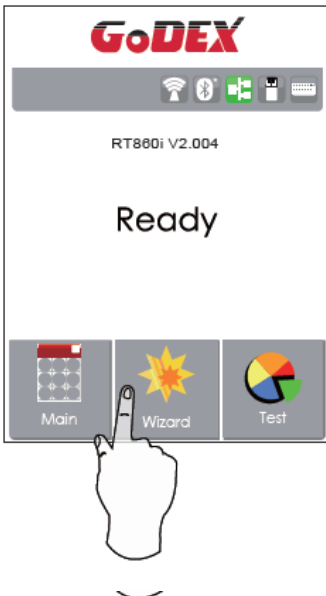 GoDEX
RT860i V2.004
Ready
Main
Wizard
Test